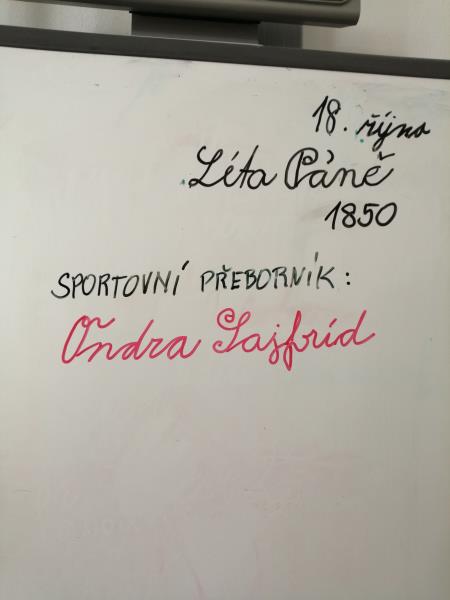 18. října
Léta Páně
1850
SPORTOVNÍ PŘEBORNÍK:
Ondra Sajfrid